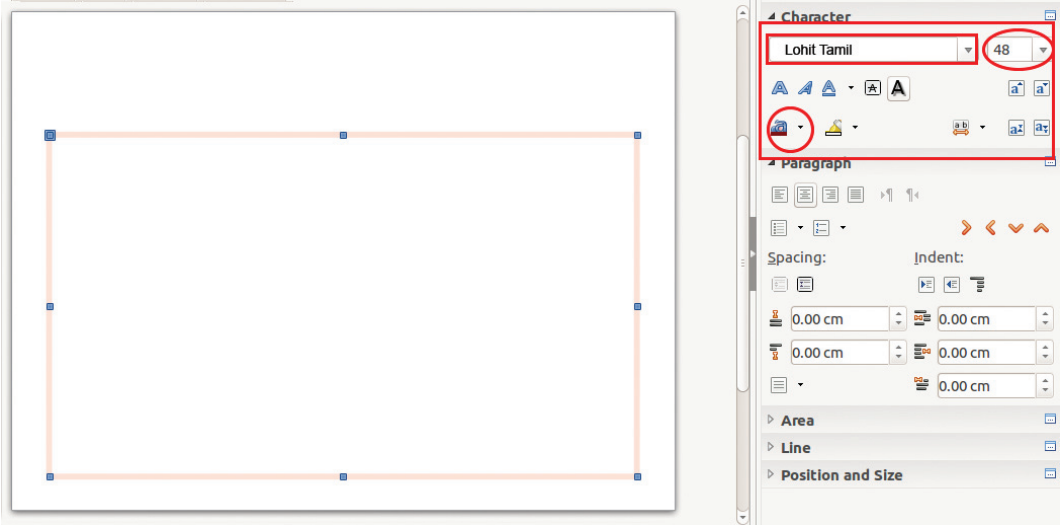 Character
Lohit Tamil 48
Paragraph
Spacing: Indent:
0.00 cm 0.00 cm
0.00 cm 0.00 cm
0.00 cm
Area
Line
Position and Size